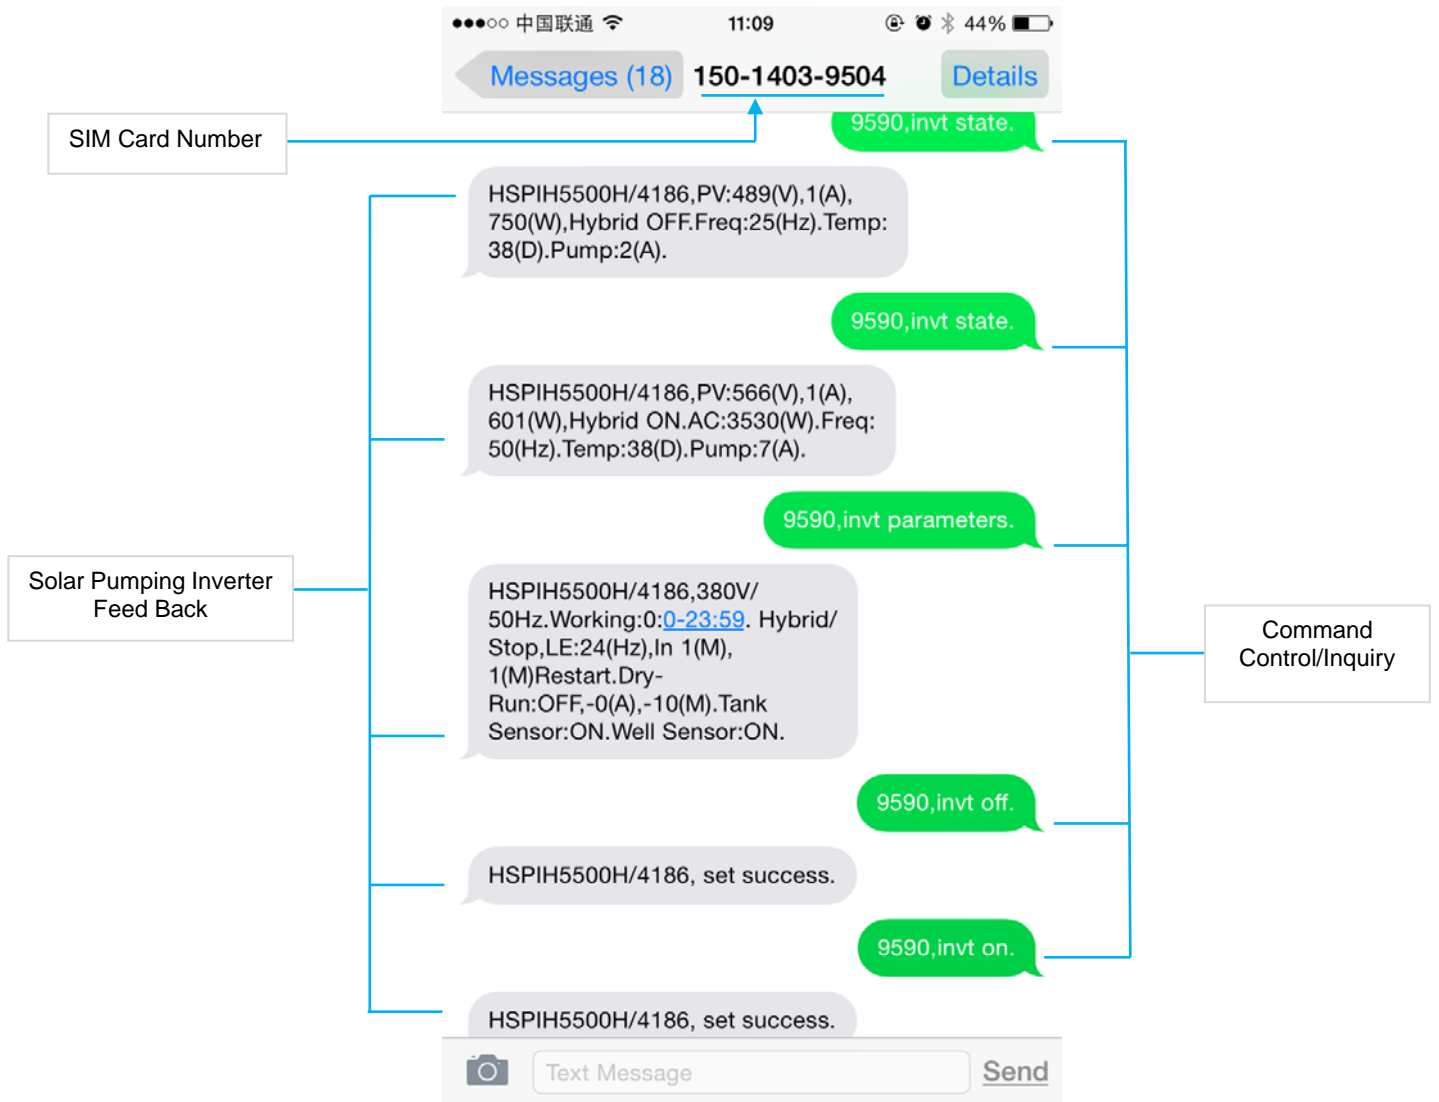 中国联通 11:09 44%
Messages (18) 150-1403-9504 Details
9590,invt state.
SIM Card Number
HSPIH5500H/4186,PV:489(V),1(A),
750(W),Hybrid OFF.Freq:25(Hz).Temp:
38(D).Pump:2(A).
9590,invt state.
HSPIH5500H/4186,PV:566(V),1(A),
601(W),Hybrid ON.AC:3530(W).Freq:
50(Hz).Temp:38(D).Pump:7(A).
9590,invt parameters.
Solar Pumping Inverter
Feed Back
HSPIH5500H/4186,380V/
50Hz.Working:0:0-23:59. Hybrid/
Stop,LE:24(Hz),In 1(M),
1(M)Restart.Dry-
Run:OFF,-0(A),-10(M).Tank
Sensor:ON.Well Sensor:ON.
Command
Control/Inquiry
9590,invt off.
HSPIH5500H/4186, set success.
9590,invt on.
HSPIH5500H/4186, set success.
Text Message
Send